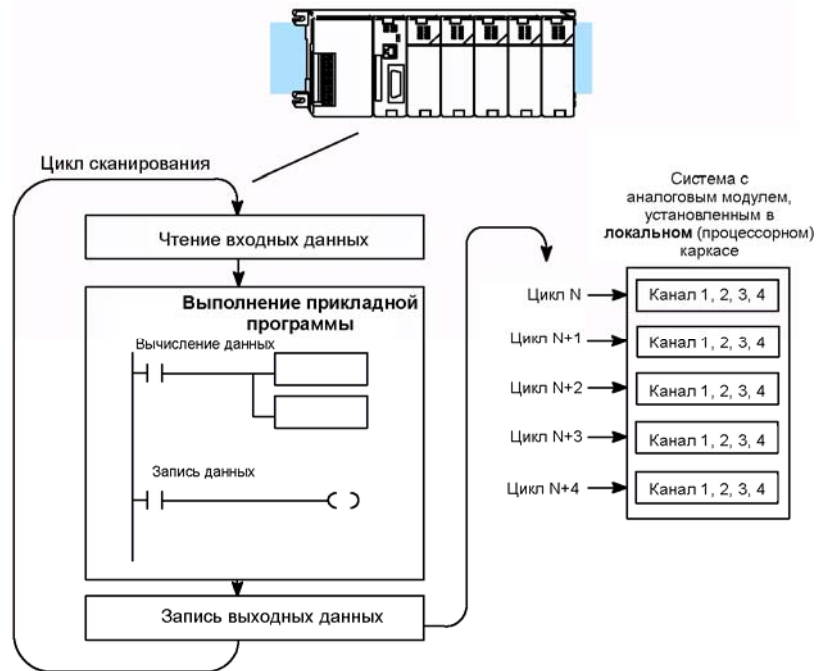 Цикл сканирования
Чтение входных данных
Выполнение прикладной
программы
Вычисление данных
Запись данных
Запись выходных данных
Система с
аналоговым модулем,
установленным в
локальном (процессорном)
каркасе
Цикл N
Канал 1, 2, 3, 4
Цикл N+1
Канал 1, 2, 3, 4
Цикл N+2
Канал 1, 2, 3, 4
Цикл N+3
Канал 1, 2, 3, 4
Цикл N+4
Канал 1, 2, 3, 4